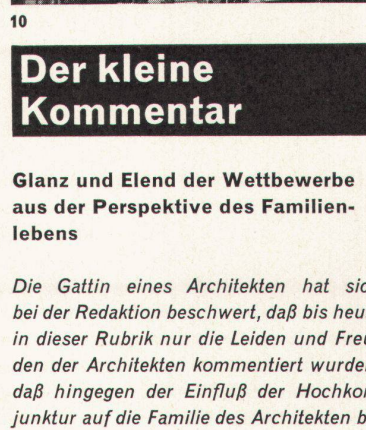 10
Der kleine
Kommentar
Glanz und Elend der Wettbewerbe
aus der Perspektive des Familien-
lebens
Die Gattin eines Architekten hat sic
bei der Redaktion beschwert, daß bis heu
in dieser Rubrik nur die Leiden und Freu
den der Architekten kommentiert wurde
daß hingegen der Einfluß der Hochkon
junktur auf die Familie des Architekten b